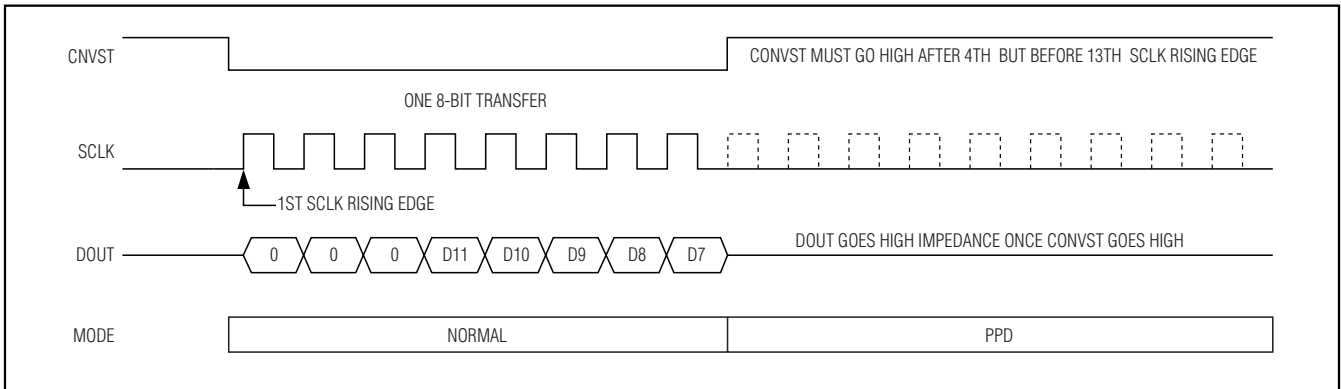 CNVST
CONVST MUST GO HIGH AFTER 4TH BUT BEFORE 13TH SCLK RISING EDGE
ONE 8-BIT TRANSFER
SCLK
1ST SCLK RISING EDGE
DOUT
0 0 0 D11 D10 D9 D8 D7
DOUT GOES HIGH IMPEDANCE ONCE CONVST GOES HIGH
MODE
NORMAL
PPD